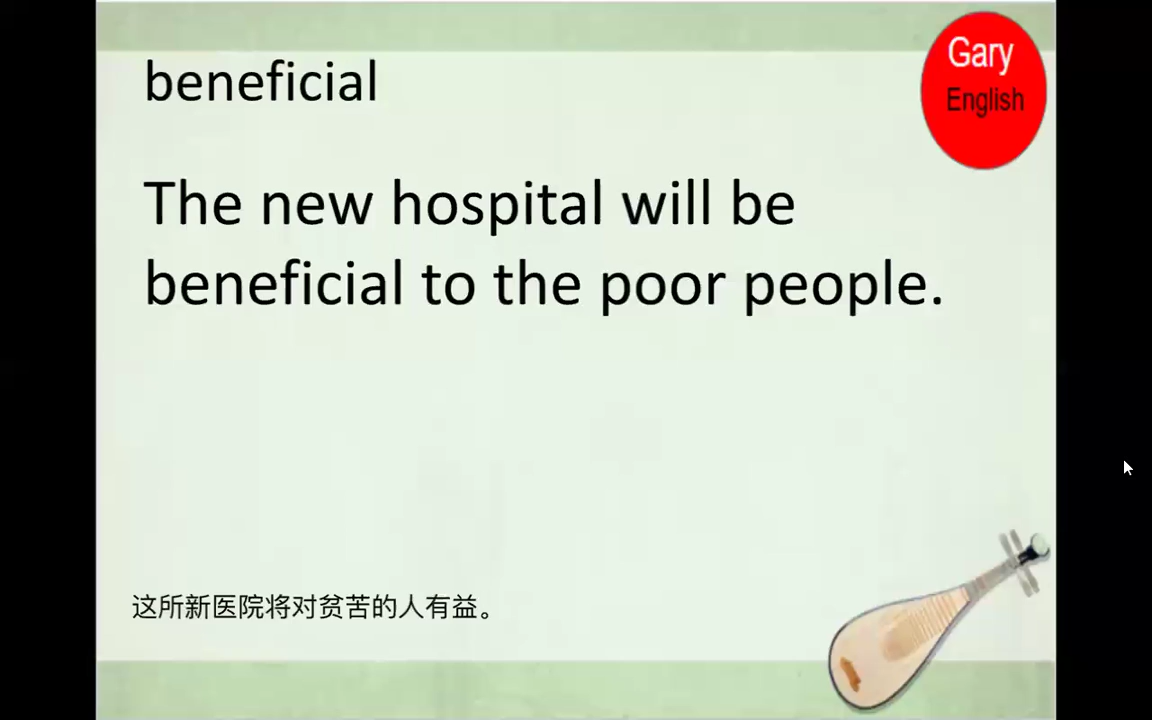 beneficial
Gary
English
The new hospital will be
beneficial to the poor people.
这所新医院将对贫苦的人有益。